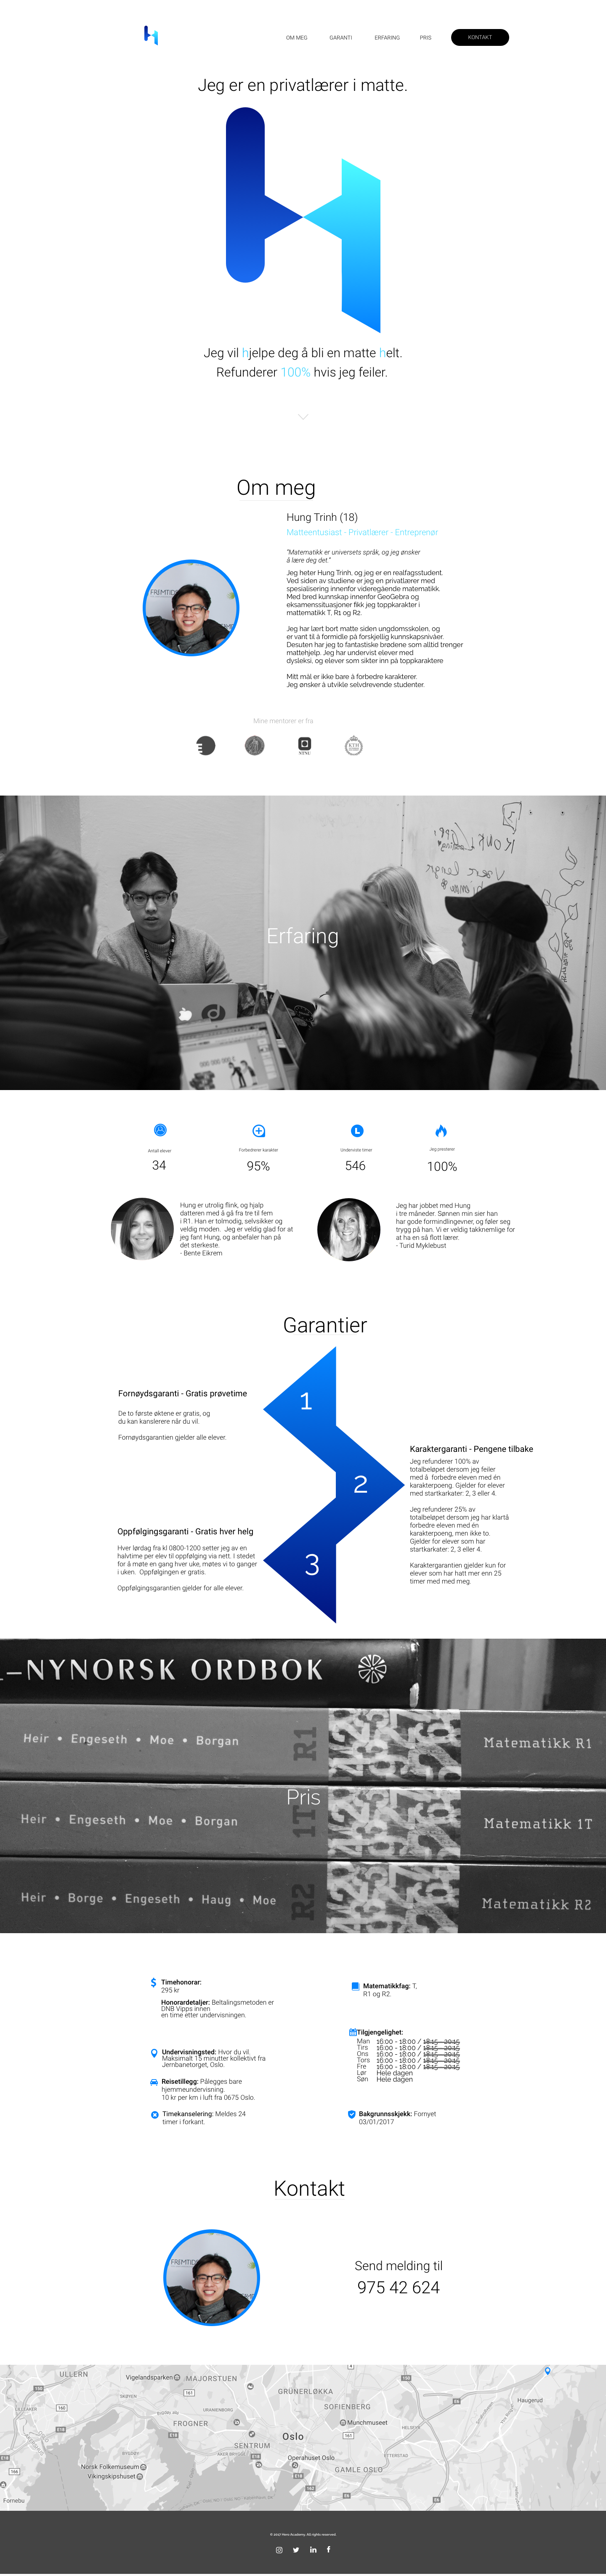 OM MEG GARANTI ERFARING PRIS KONTAKT
Jeg er en privatlærer i matte.
Jeg vil hjelpe deg å bli en matte helt.
Refunderer 100% hvis jeg feiler.
Om meg
Hung Trinh (18)
Matteentusiast - Privatlærer - Entreprenør
"Matematikk er universets språk, og jeg ønsker
å lære deg det."
Jeg heter Hung Trinh, og jeg er en realfagsstudent.
Ved siden av studiene er jeg en privatlærer med
spesialisering innenfor videregående matematikk.
Med bred kunnskap innenfor GeoGebra og
eksamenssituasjoner fikk jeg toppkarakter i
mattematikk T, R1 og R2.
Jeg har lært bort matte siden ungdomsskolen, og
er vant til å formidle på forskjellig kunnskapsnivåer.
Desuten har jeg to fantastiske brødene som alltid trenger
mattehjelp. Jeg har undervist elever med
dysleksi, og elever som sikter inn på toppkaraktere
Mitt mål er ikke bare å forbedre karakterer.
Jeg ønsker å utvikle selvdrevende studenter.
Mine mentorer er fra
Erfaring
Antall elever
34
Forbedrerer karakter
95%
Underviste timer
546
Jeg presterer
100%
Hung er utrolig flink, og hjalp
datteren med å gå fra tre til fem
i R1. Han er tolmodig, selvsikker og
veldig moden. Jeg er veldig glad for at
jeg fant Hung, og anbefaler han på
det sterkeste.
- Bente Eikrem
Jeg har jobbet med Hung
i tre måneder. Sønnen min sier han
har gode formindlingevner, og føler seg
trygg på han. Vi er veldig takknemlige for
at ha en så flott lærer.
- Turid Myklebust
Garantier
1
Fornøydsgaranti - Gratis prøvetime
De to første øktene er gratis, og
du kan kanslerere når du vil.
Fornøydsgarantien gjelder alle elever.
2
Karaktergaranti - Pengene tilbake
Jeg refunderer 100% av
totalbeløpet dersom jeg feiler
med å forbedre eleven med én
karakterpoeng. Gjelder for elever
med startkarkater: 2, 3 eller 4.
Jeg refunderer 25% av
totalbeløpet dersom jeg har klartå
forbedre eleven med én
karakterpoeng, men ikke to.
Gjelder for elever som har
startkarkater: 2, 3 eller 4.
Karaktergarantien gjelder kun for
elever som har hatt mer enn 25
timer med med meg.
3
Oppfølgingsgaranti - Gratis hver helg
Hver lørdag fra kl 0800-1200 setter jeg av en
halvtime per elev til oppfølging via nett. I stedet
for å møte en gang hver uke, møtes vi to ganger
i uken. Oppfølgingen er gratis.
Oppfølgingsgarantien gjelder for alle elever.
NYNORSK ORDBOK
Heir • Engeseth • Moe • Borgan R1 Matematikk R1
Pris
Heir • Engeseth • Moe • Borgan 1T Matematikk 1T
Heir • Borge • Engeseth • Haug • Moe R2 Matematikk R2
Timehonorar:
295 kr
Honorardetaljer: Beltalingsmetoden er
DNB Vipps innen
en time etter undervisningen.
Matematikkfag: T,
R1 og R2.
Undervisningsted: Hvor du vil.
Maksimalt 15 minutter kollektivt fra
Jernbanetorget, Oslo.
Tilgjengelighet:
Man 16:00 - 18:00 / 18:15 - 20:15
Tirs 16:00 - 18:00 / 18:15 - 20:15
Ons 16:00 - 18:00 / 18:15 - 20:15
Tors 16:00 - 18:00 / 18:15 - 20:15
Fre 16:00 - 18:00 / 18:15 - 20:15
Lør Hele dagen
Søn Hele dagen
Reisetillegg: Pålegges bare
hjemmeundervisning.
10 kr per km i luft fra 0675 Oslo.
Timekanselering: Meldes 24
timer i forkant.
Bakgrunnsskjekk: Fornyet
03/01/2017
Kontakt
Send melding til
975 42 624
ULLERN
Vigelandsparken
MAJORSTUEN
GRÜNERLØKKA
Haugerud
SOFIENBERG
FROGNER
Munchmuseet
Oslo
SENTRUM
Operahuset Oslo
Norsk Folkemuseum
GAMLE OSLO
Vikingskipshuset
Fornebu